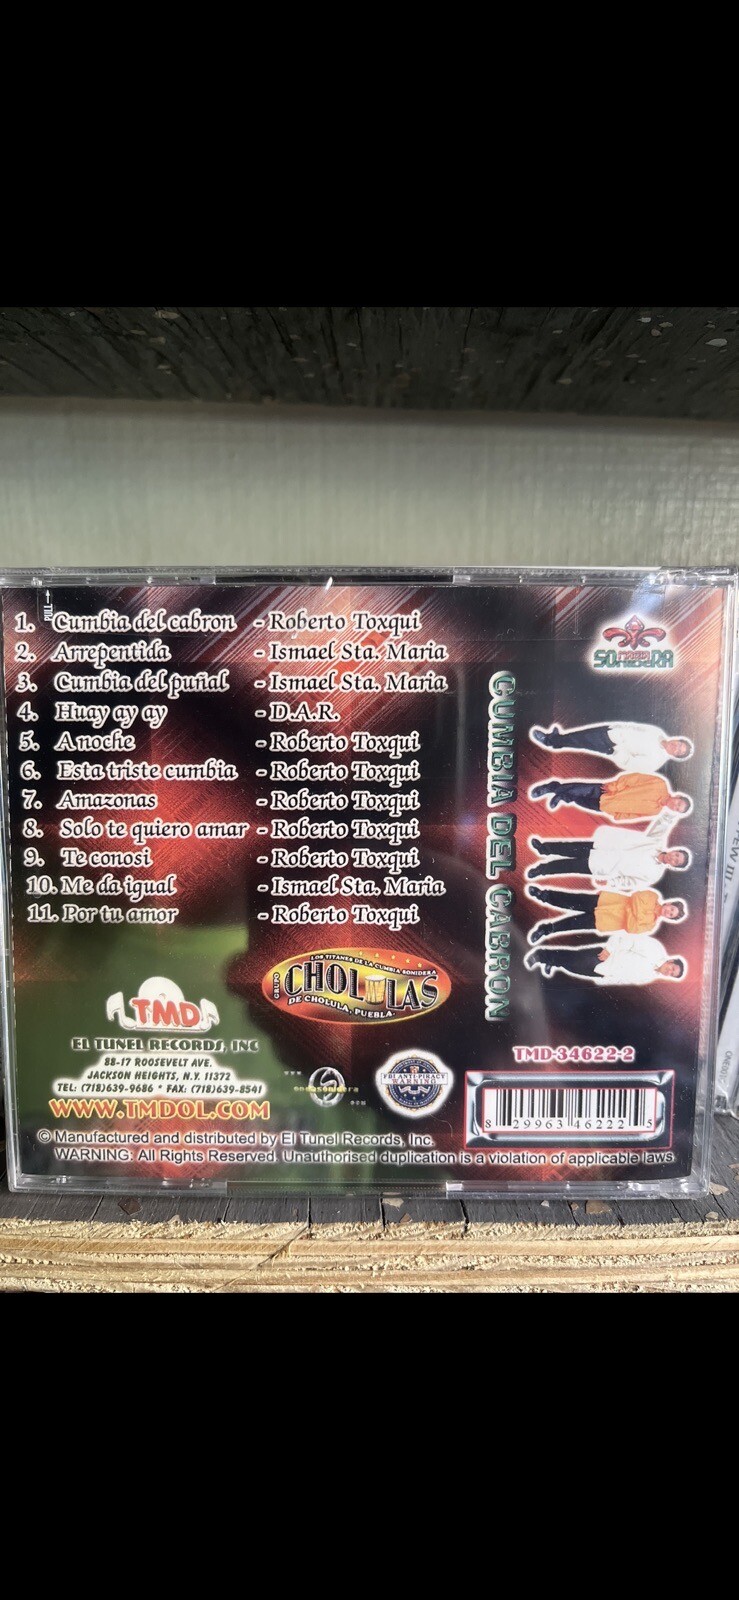 PULL→
1. Cumbia del cabron - Roberto Toxqui
2. Arrepentida - Ismael Sta. Maria
3. Cumbia del puñal - Ismael Sta. Maria
4. Huay ay ay - D.A.R.
5. A noche - Roberto Toxqui
6. Esta triste cumbia - Roberto Toxqui
7. Amazonas - Roberto Toxqui
8. Solo te quiero amar - Roberto Toxqui
9. Te conosi - Roberto Toxqui
10. Me da igual - Ismael Sta. Maria
11. Por tu amor - Roberto Toxqui
SONIDERA
CUMBIA DEL CABRON
LOS TITANES DE LA CUMBIA SONIDERA
GRUPO
CHOLULAS
DE CHOLULA, PUEBLA.
TMD
EL TUNEL RECORDS, INC
88-17 ROOSEVELT AVE.
JACKSON HEIGHTS, N.Y. 11372
TEL: (718)639-9686 * FAX: (718)639-8541
WWW.TMDOL.COM
FBI ANTI-PIRACY
WARNING
TMD-34622-2
8 29963 46222 5
© Manufactured and distributed by El Tunel Records, Inc.
WARNING: All Rights Reserved. Unauthorised duplication is a violation of applicable laws